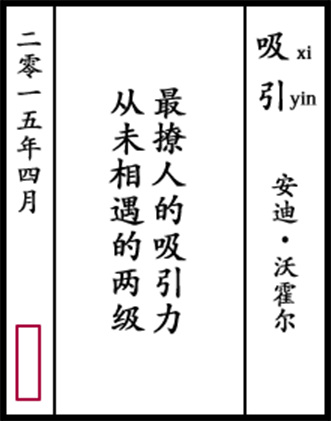 吸 xi
引 yin
安迪·沃霍尔
最撩人的吸引力
从未相遇的两级
二零一五年四月